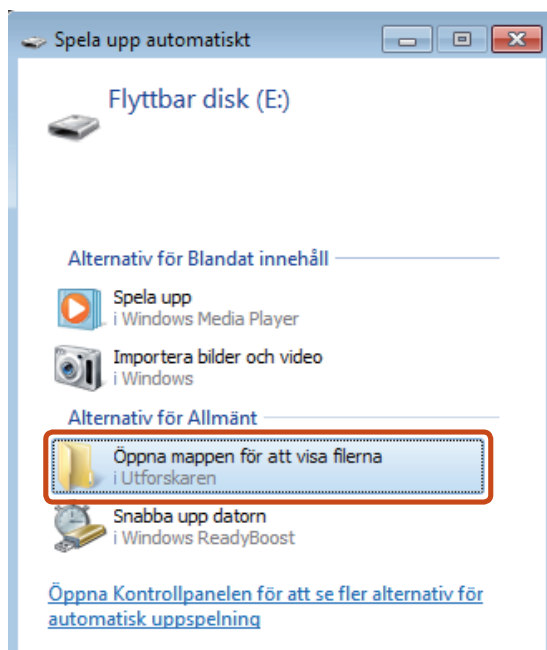 Spela upp automatiskt
Flyttbar disk (E:)
Alternativ för Blandat innehåll
Spela upp
i Windows Media Player
Importera bilder och video
i Windows
Alternativ för Allmänt
Öppna mappen för att visa filerna
i Utforskaren
Snabba upp datorn
i Windows ReadyBoost
Öppna Kontrollpanelen för att se fler alternativ för
automatisk uppspelning